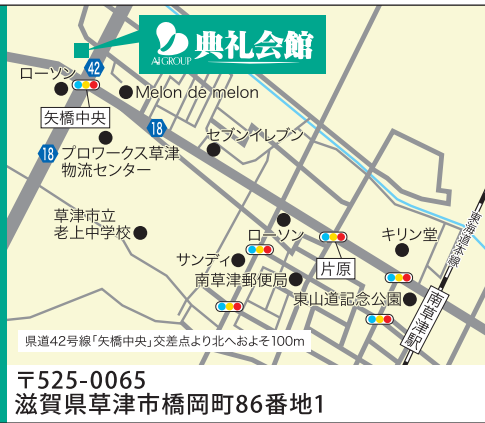 AI GROUP
典礼会館
ローソン
42
Melon de melon
矢橋中央
18
セブンイレブン
18
プロワークス草津
物流センター
草津市立
老上中学校
ローソン
サンディ
片原
キリン堂
東海道本線
南草津郵便局
東山道記念公園
南草津駅
県道42号線「矢橋中央」交差点より北へおよそ100m
〒525-0065
滋賀県草津市橋岡町86番地1